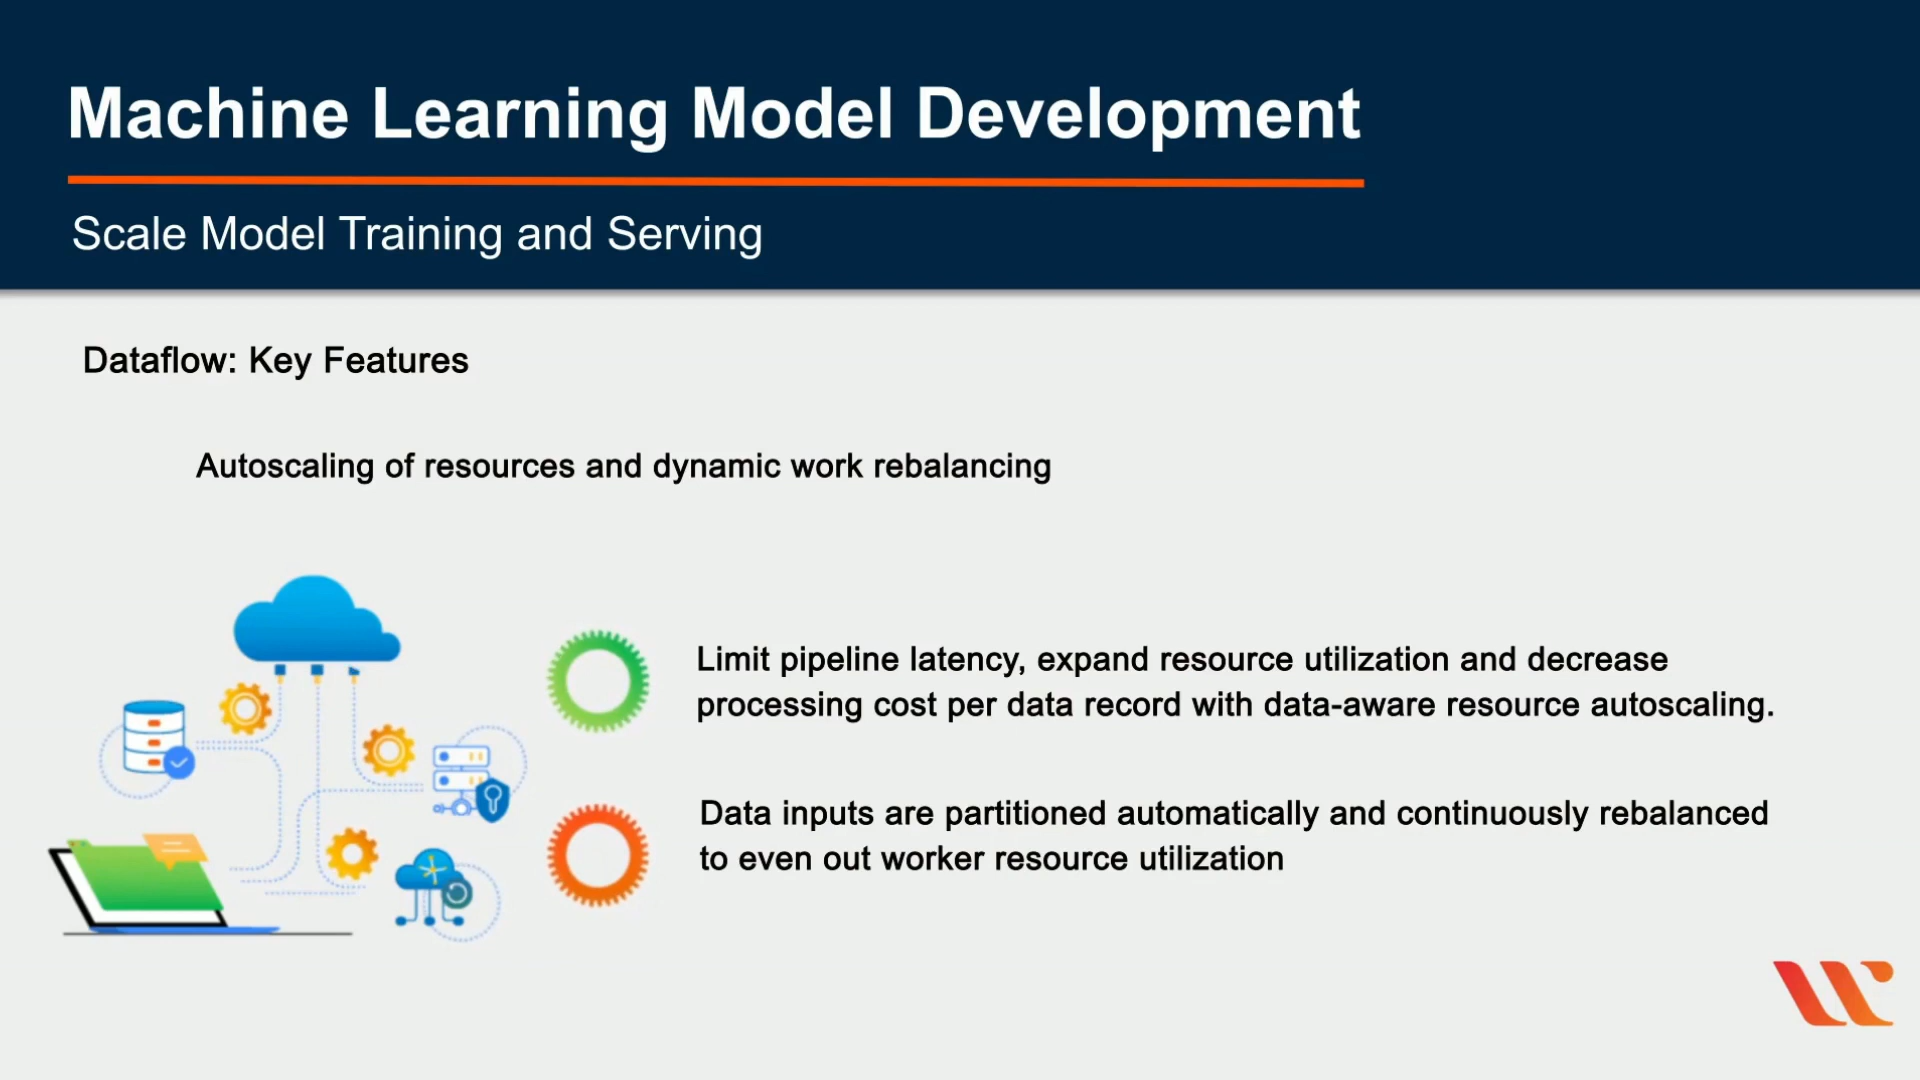 Machine Learning Model Development
Scale Model Training and Serving
Dataflow: Key Features
Autoscaling of resources and dynamic work rebalancing
Limit pipeline latency, expand resource utilization and decrease
processing cost per data record with data-aware resource autoscaling.
Data inputs are partitioned automatically and continuously rebalanced
to even out worker resource utilization